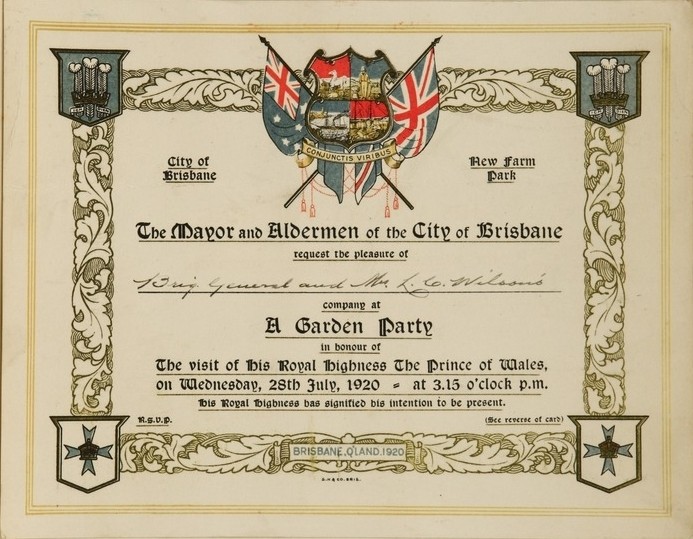 CONJUNCTIS VIRIBUS
City of
Brisbane
New Farm
Park
The Mayor and Aldermen of the City of Brisbane
request the pleasure of
Brig. General and Mrs L. C. Wilson's
company at
A Garden Party
in honour of
The visit of His Royal Highness The Prince of Wales,
on Wednesday, 28th July, 1920 = at 3.15 o'clock p.m.
His Royal Highness has signified his intention to be present.
R.S.V.P.
(See reverse of card)
BRISBANE, Q'LAND. 1920